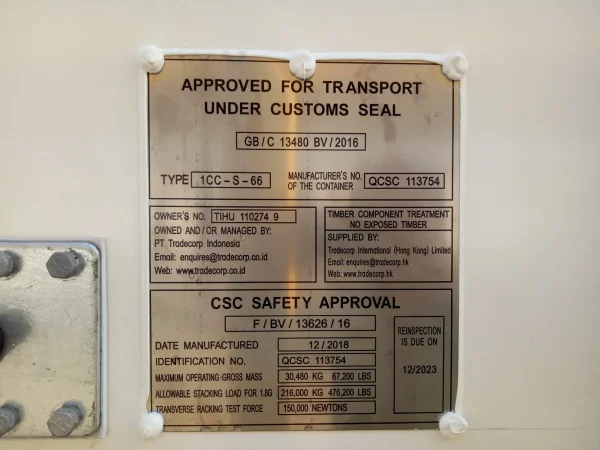 APPROVED FOR TRANSPORT
UNDER CUSTOMS SEAL
GB/C 13480 BV/2016
TYPE 1CC-S-66
MANUFACTURER'S NO.
OF THE CONTAINER QCSC 113754
OWNER'S NO. TIHU 110274 9
OWNED AND/OR MANAGED BY:
PT. Tradecorp Indonesia
Email: enquires@tradecorp.co.id
Web: www.tradecorp.co.id
TIMBER COMPONENT TREATMENT
NO EXPOSED TIMBER
SUPPLIED BY:
Tradecorp International (Hong Kong) Limited
Email: enquires@tradecorp.hk
Web: www.tradecorp.hk
CSC SAFETY APPROVAL
F/BV/13626/16
DATE MANUFACTURED 12/2018
IDENTIFICATION NO. QCSC 113754
MAXIMUM OPERATING GROSS MASS 30,480 KG 67,200 LBS
ALLOWABLE STACKING LOAD FOR 1.8G 216,000 KG 476,200 LBS
TRANSVERSE RACKING TEST FORCE 150,000 NEWTONS
REINSPECTION
IS DUE ON
12/2023